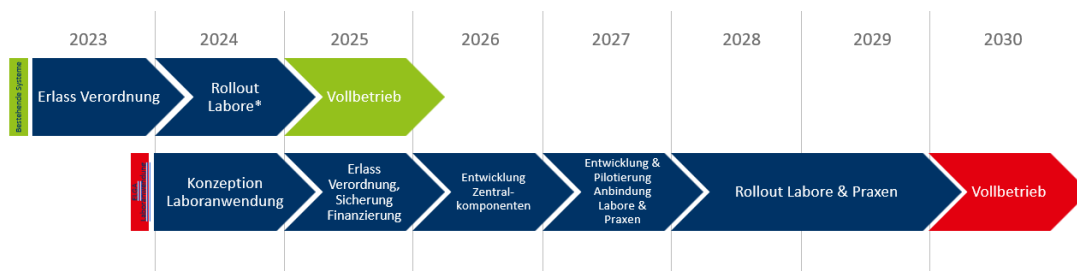 2023 2024 2025 2026 2027 2028 2029 2030
Bestehende Systeme
Erlass Verordnung
Rollout
Labore*
Vollbetrieb
Konzeption
Laboranwendung
Erlass
Verordnung,
Sicherung
Finanzierung
Entwicklung
Zentral-
komponenten
Entwicklung &
Pilotierung
Anbindung
Labore &
Praxen
Rollout Labore & Praxen
Vollbetrieb